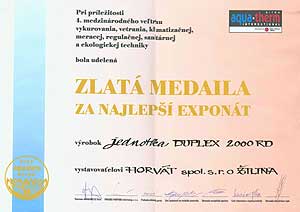 Pri príležitosti
4. medzinárodného veľtrhu
vykurovania, vetrania, klimatizačnej,
meracej, regulačnej, sanitárnej
a ekologickej techniky
bola udelená
aqua-therm
INTERNATIONAL
ZLATÁ MEDAILA
ZA NAJLEPŠÍ EXPONÁT
výrobok Jednotka DUPLEX 2000 RD
vystavovateľovi HORVÁT spol. s.r.o ŽILINA